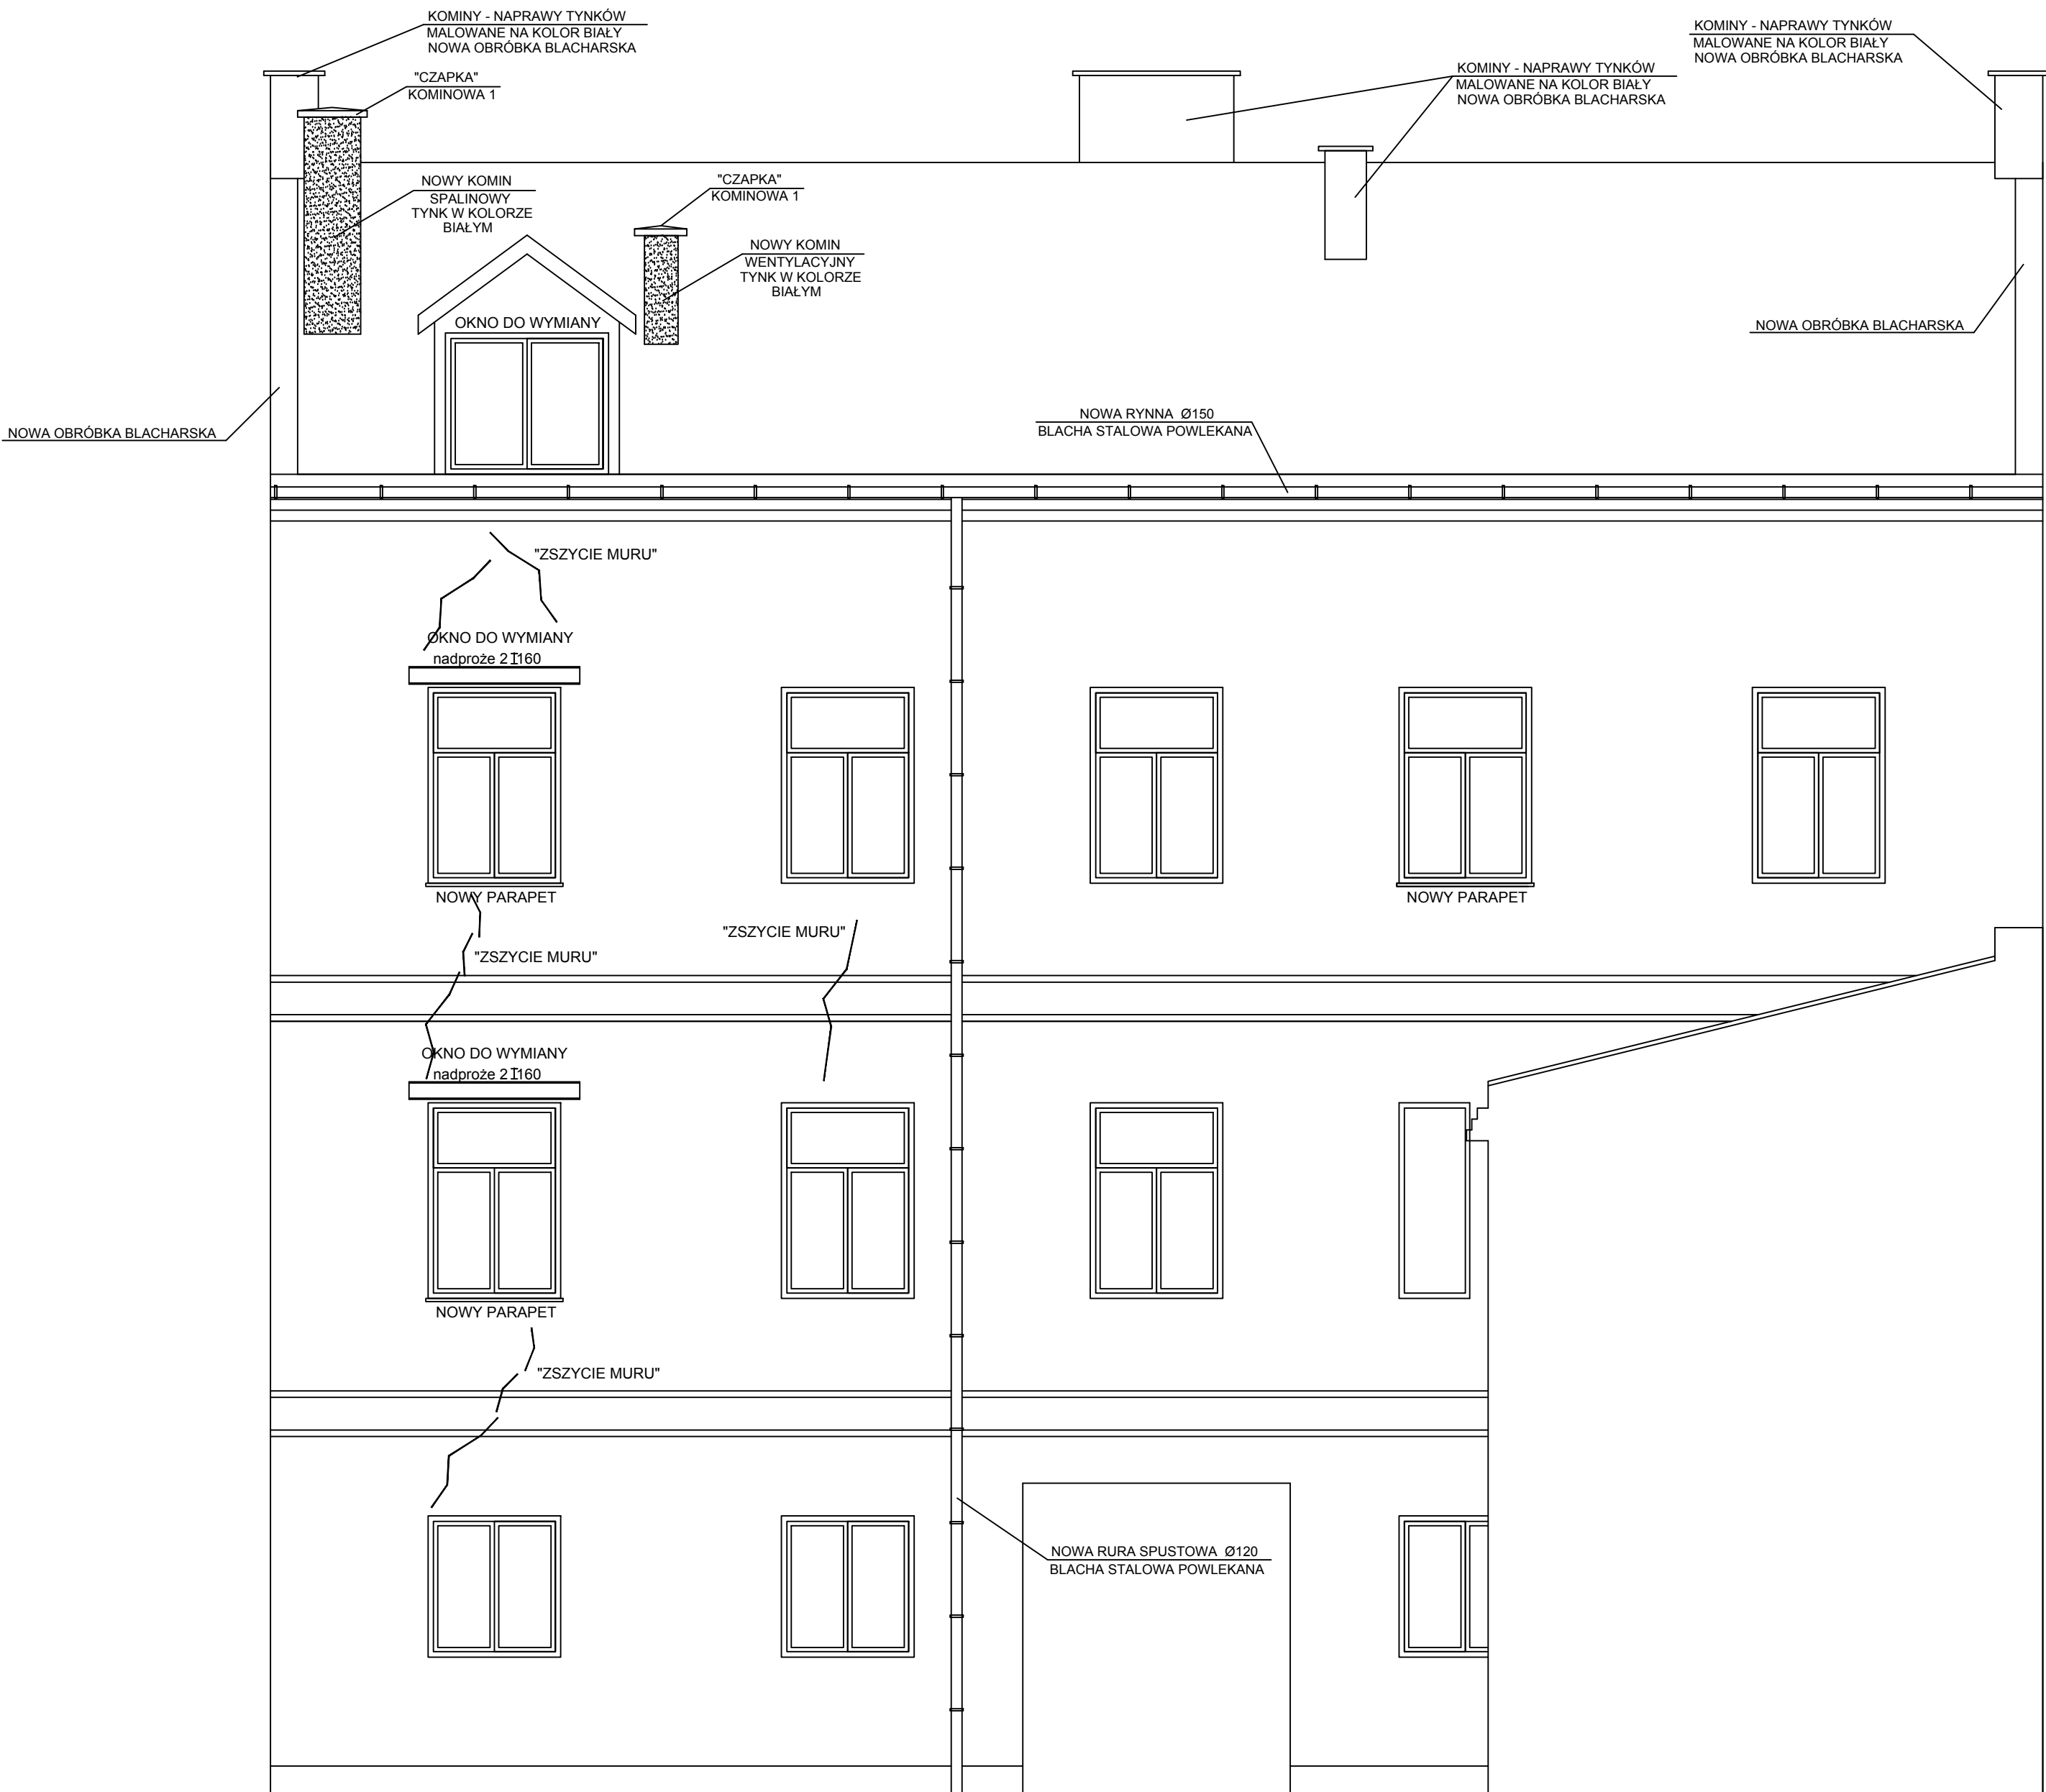 KOMINY - NAPRAWY TYNKÓW
MALOWANE NA KOLOR BIAŁY
NOWA OBRÓBKA BLACHARSKA
KOMINY - NAPRAWY TYNKÓW
MALOWANE NA KOLOR BIAŁY
NOWA OBRÓBKA BLACHARSKA
KOMINY - NAPRAWY TYNKÓW
MALOWANE NA KOLOR BIAŁY
NOWA OBRÓBKA BLACHARSKA
"CZAPKA"
KOMINOWA 1
NOWY KOMIN
SPALINOWY
TYNK W KOLORZE
BIAŁYM
"CZAPKA"
KOMINOWA 1
NOWY KOMIN
WENTYLACYJNY
TYNK W KOLORZE
BIAŁYM
OKNO DO WYMIANY
NOWA OBRÓBKA BLACHARSKA
NOWA OBRÓBKA BLACHARSKA
NOWA RYNNA Ø150
BLACHA STALOWA POWLEKANA
"ZSZYCIE MURU"
OKNO DO WYMIANY
nadproże 2 I160
NOWY PARAPET
NOWY PARAPET
"ZSZYCIE MURU"
"ZSZYCIE MURU"
OKNO DO WYMIANY
nadproże 2 I160
NOWY PARAPET
"ZSZYCIE MURU"
NOWA RURA SPUSTOWA Ø120
BLACHA STALOWA POWLEKANA